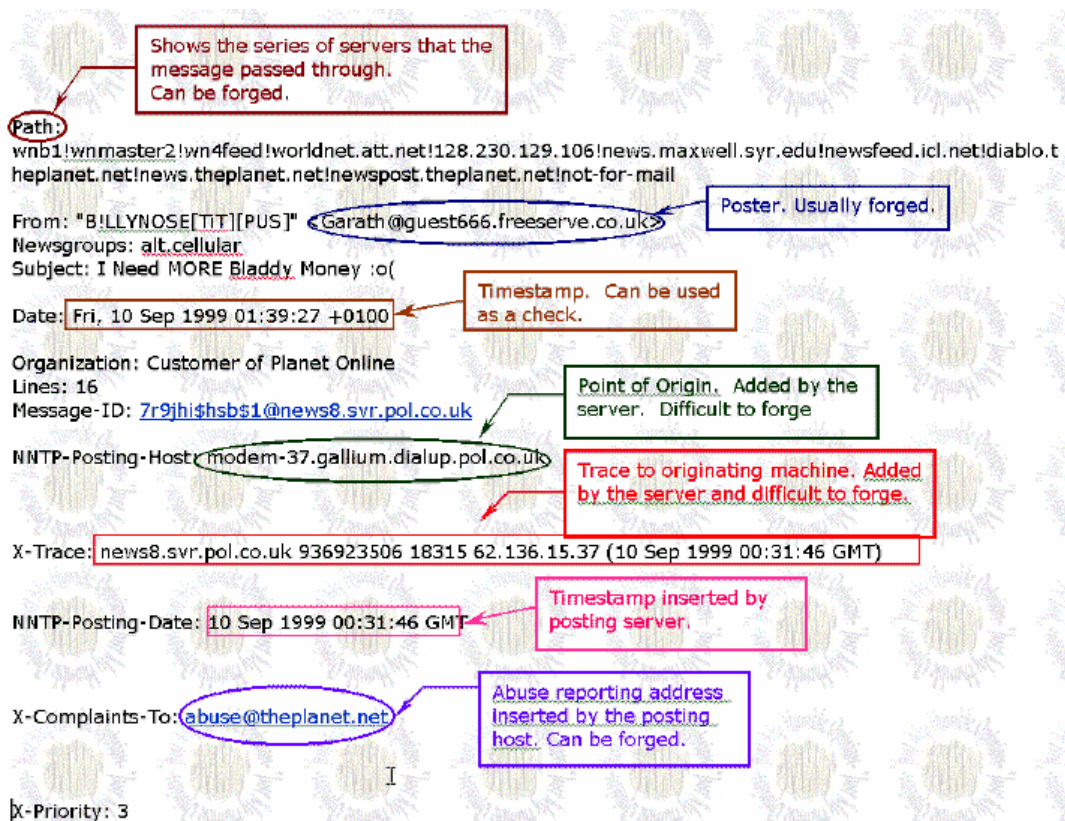 Shows the series of servers that the
message passed through.
Can be forged.
Path:
wnb1!wnmaster2!wn4feed!worldnet.att.net!128.230.129.106!news.maxwell.syr.edu!newsfeed.icl.net!diablo.t
heplanet.net!news.theplanet.net!newspost.theplanet.net!not-for-mail
From: "B!LLYNOSE[TiT][PUS]" <Garath@guest666.freeserve.co.uk>
Poster. Usually forged.
Newsgroups: alt.cellular
Subject: I Need MORE Bladdy Money :o(
Timestamp. Can be used
as a check.
Date: Fri, 10 Sep 1999 01:39:27 +0100
Organization: Customer of Planet Online
Lines: 16
Message-ID: 7r9jhi$hsb$1@news8.svr.pol.co.uk
Point of Origin. Added by the
server. Difficult to forge
NNTP-Posting-Host: modem-37.gallium.dialup.pol.co.uk
Trace to originating machine. Added
by the server and difficult to forge.
X-Trace: news8.svr.pol.co.uk 936923506 18315 62.136.15.37 (10 Sep 1999 00:31:46 GMT)
Timestamp inserted by
posting server.
NNTP-Posting-Date: 10 Sep 1999 00:31:46 GMT
Abuse reporting address
inserted by the posting
host. Can be forged.
X-Complaints-To: abuse@theplanet.net
X-Priority: 3